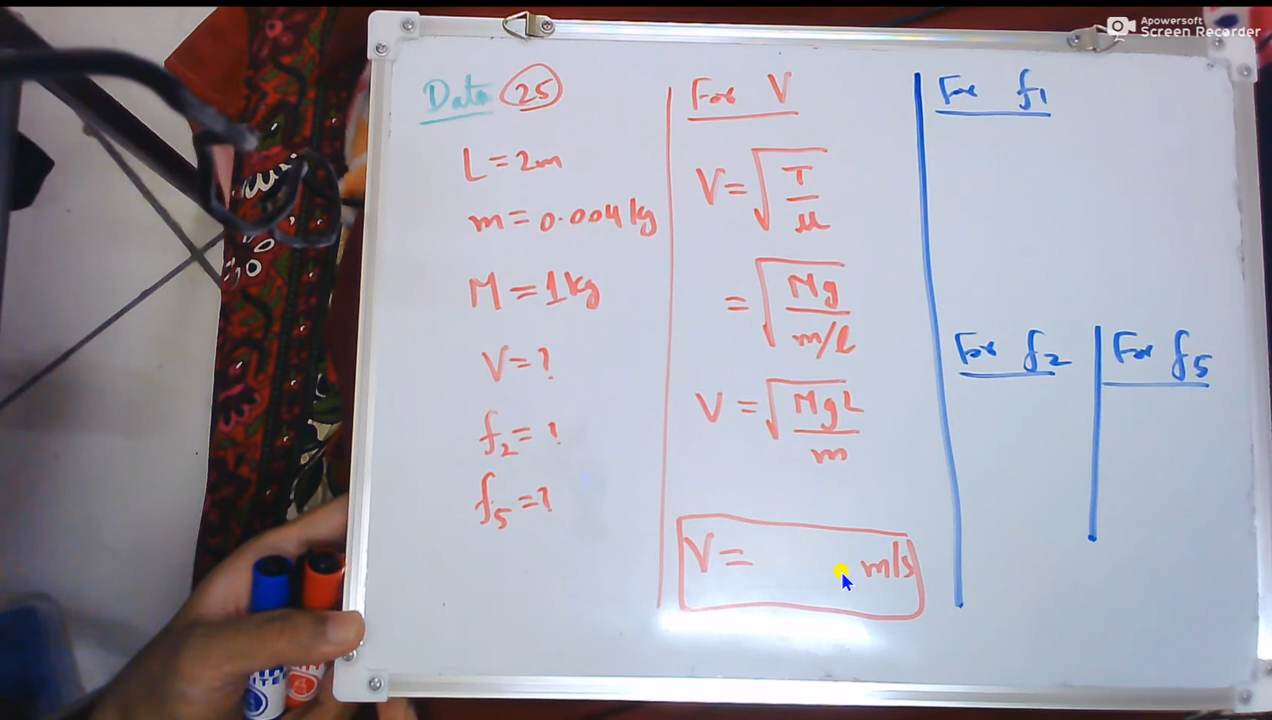 Apowersoft
Screen Recorder
Data 25
L = 2m
m = 0.004 kg
M = 1 kg
V = ?
f₂ = ?
f₅ = ?
For V
V = √(T/μ)
= √(Mg/m/l)
V = √(MgL/m)
V = m/s
For f₁
For f₂
For f₅